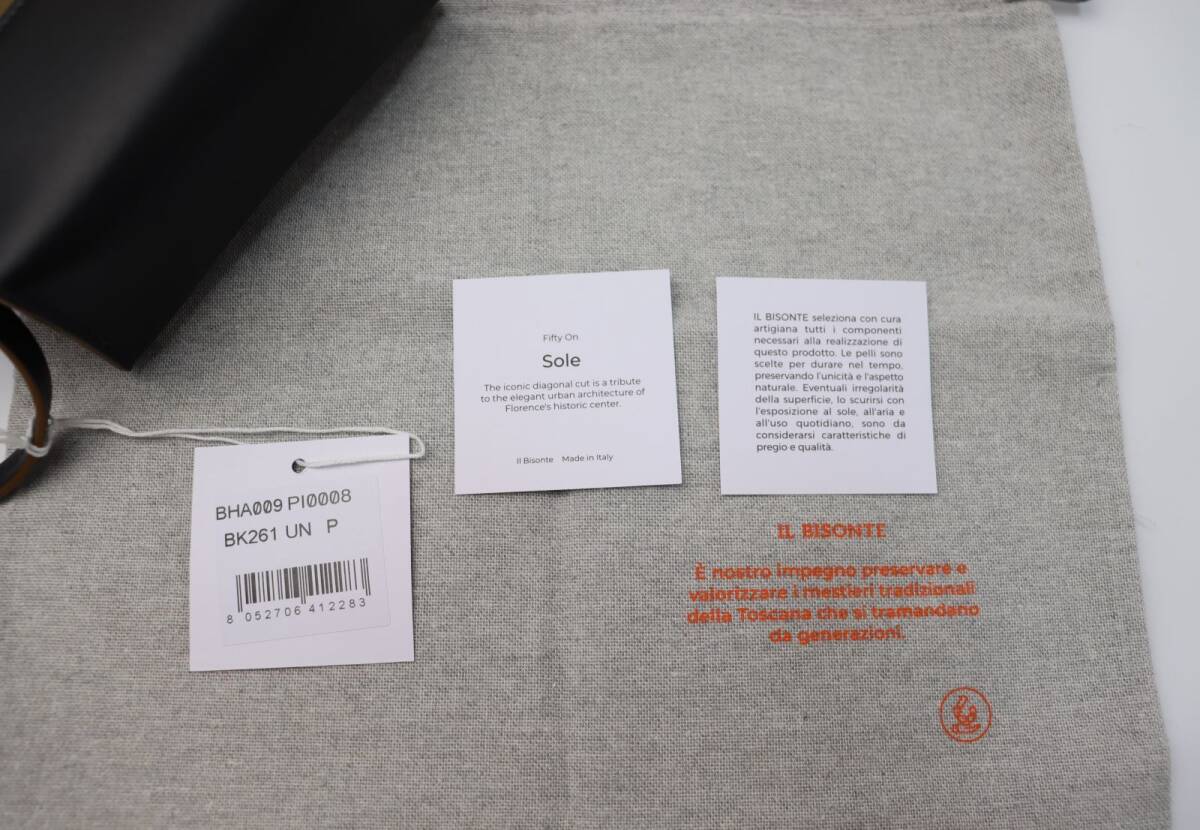 Fifty On
Sole
The iconic diagonal cut is a tribute
to the elegant urban architecture of
Florence's historic center.
Il Bisonte Made in Italy
IL BISONTE seleziona con cura
artigiana tutti i componenti
necessari alla realizzazione di
questo prodotto. Le pelli sono
scelte per durare nel tempo,
preservando l'unicità e l'aspetto
naturale. Eventuali irregolarità
della superficie, lo scurirsi con
l'esposizione al sole, all'aria e
all'uso quotidiano, sono da
considerarsi caratteristiche di
pregio e qualità.
BHA009 PI0008
BK261 UN P
8 052706 412283
IL BISONTE
È nostro impegno preservare e
valorizzare i mestieri tradizionali
della Toscana che si tramandano
da generazioni.